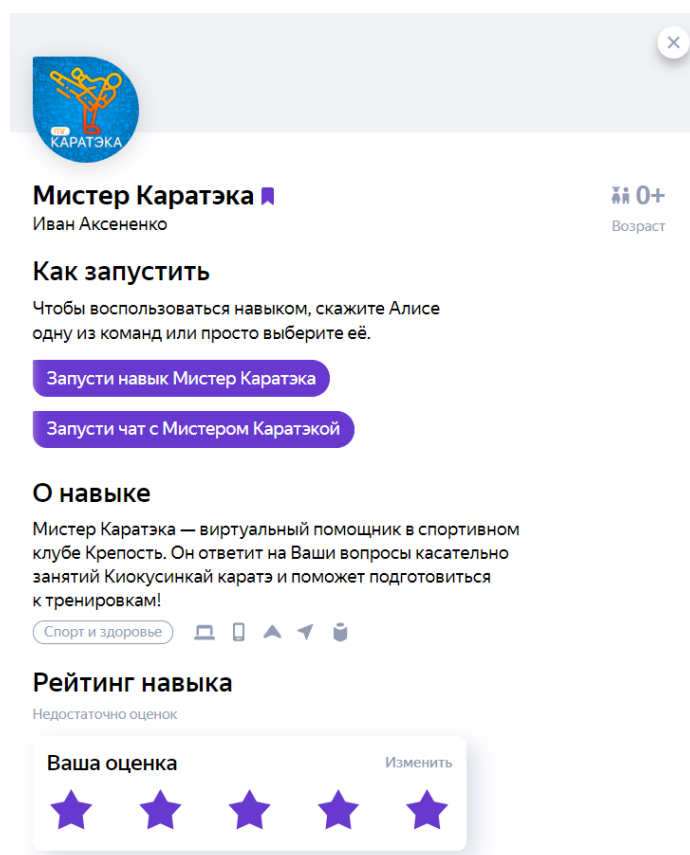 mr.
КАРАТЭКА
Мистер Каратэка
0+
Иван Аксененко
Возраст
Как запустить
Чтобы воспользоваться навыком, скажите Алисе
одну из команд или просто выберите её.
Запусти навык Мистер Каратэка
Запусти чат с Мистером Каратэкой
О навыке
Мистер Каратэка — виртуальный помощник в спортивном
клубе Крепость. Он ответит на Ваши вопросы касательно
занятий Киокусинкай каратэ и поможет подготовиться
к тренировкам!
Спорт и здоровье
Рейтинг навыка
Недостаточно оценок
Ваша оценка
Изменить